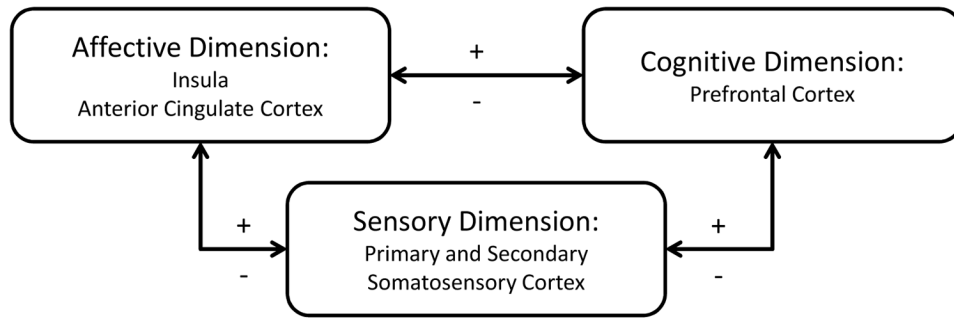 Affective Dimension:
Insula
Anterior Cingulate Cortex
+
-
Cognitive Dimension:
Prefrontal Cortex
Sensory Dimension:
Primary and Secondary
Somatosensory Cortex
+
-
+
-